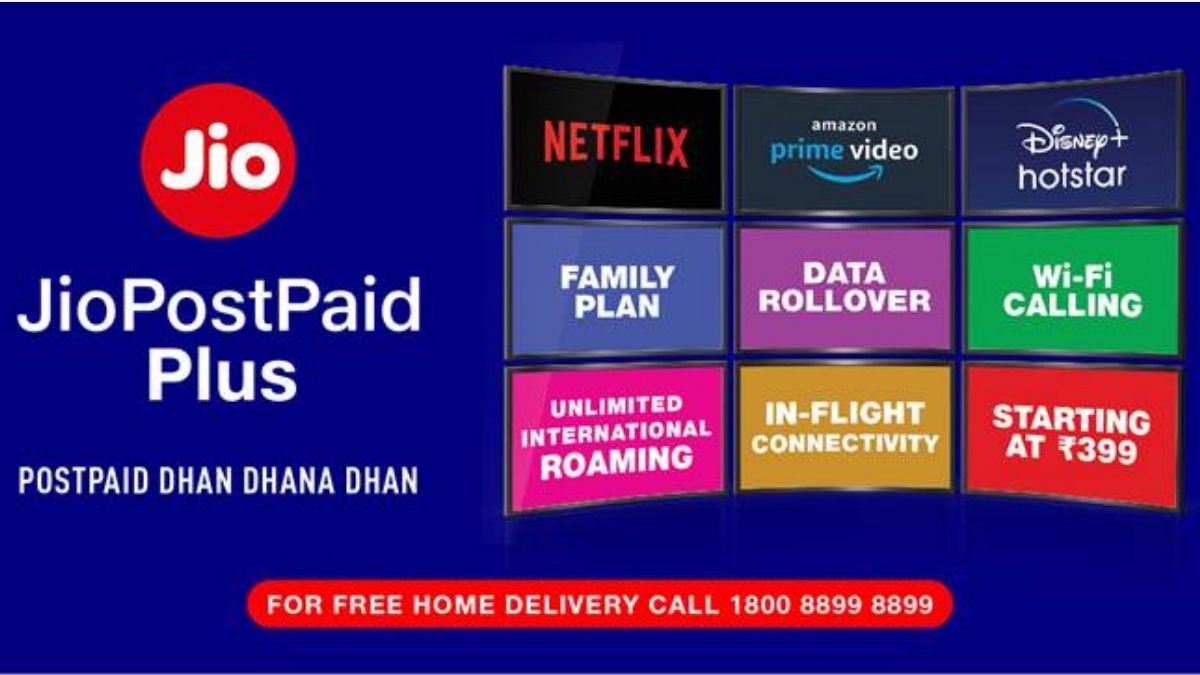 Jio
JioPostPaid
Plus
POSTPAID DHAN DHANA DHAN
NETFLIX
amazon
prime video
Disney+
hotstar
FAMILY
PLAN
DATA
ROLLOVER
Wi-Fi
CALLING
UNLIMITED
INTERNATIONAL
ROAMING
IN-FLIGHT
CONNECTIVITY
STARTING
AT ₹399
FOR FREE HOME DELIVERY CALL 1800 8899 8899